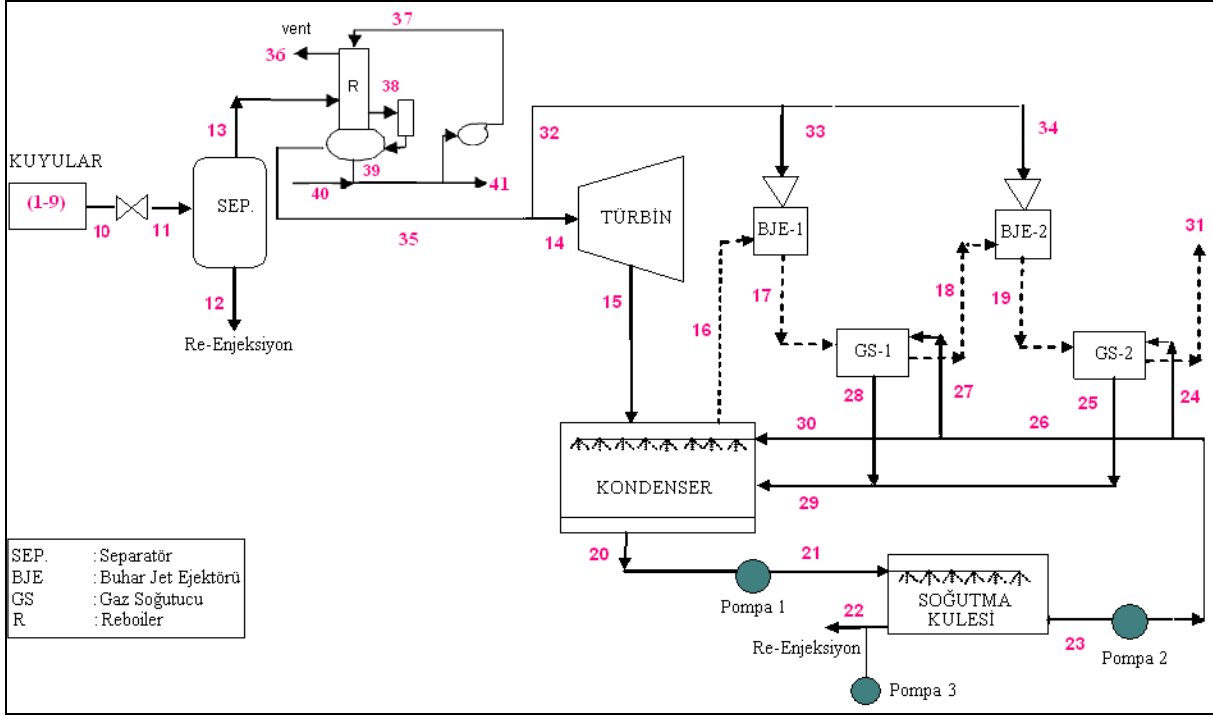 37
vent
36
R
38
13
32
33
34
KUYULAR
(1-9)
SEP.
39
40
41
TÜRBİN
BJE-1
BJE-2
31
10
11
35
14
12
15
16
17
18
19
Re-Enjeksiyon
GS-1
GS-2
28
27
25
24
30
26
KONDENSER
29
SEP. : Separatör
BJE : Buhar Jet Ejektörü
GS : Gaz Soğutucu
R : Reboiler
20
21
Pompa 1
SOĞUTMA
KULESİ
22
Re-Enjeksiyon
23
Pompa 2
Pompa 3